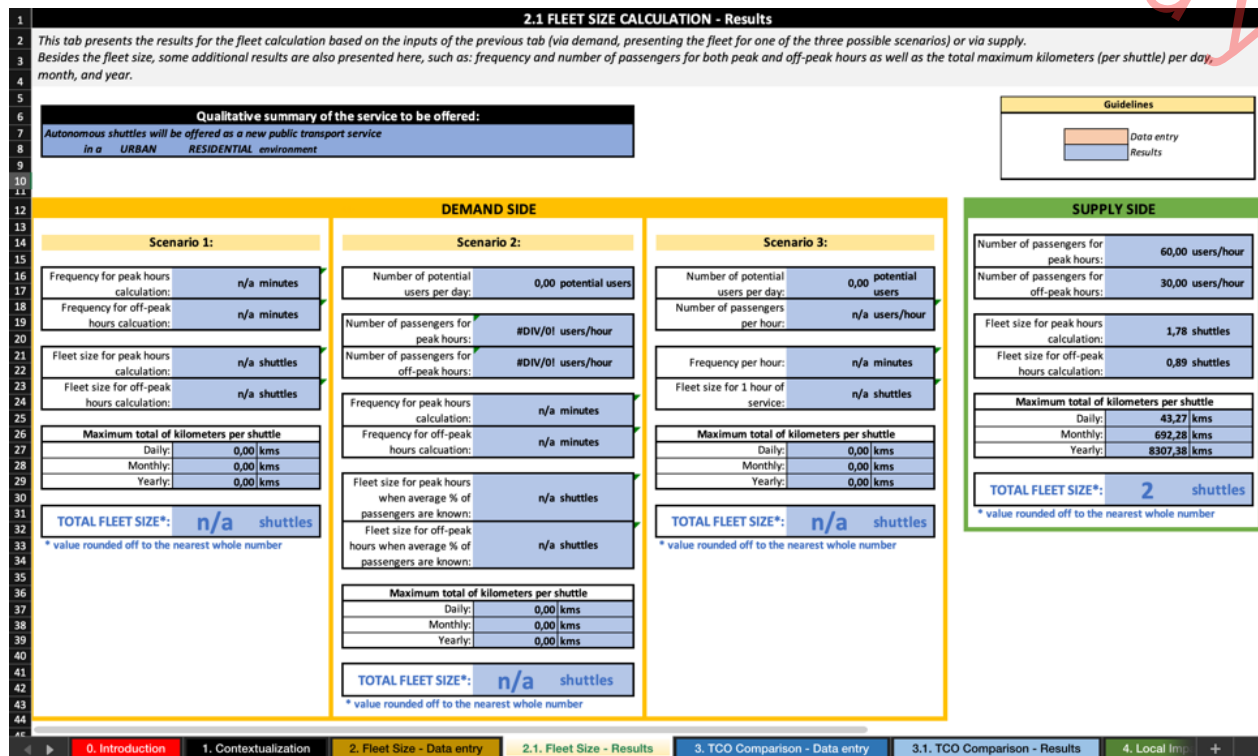 2.1 FLEET SIZE CALCULATION - Results
This tab presents the results for the fleet calculation based on the inputs of the previous tab (via demand, presenting the fleet for one of the three possible scenarios) or via supply.
Besides the fleet size, some additional results are also presented here, such as: frequency and number of passengers for both peak and off-peak hours as well as the total maximum kilometers (per shuttle) per day,
month, and year.
Qualitative summary of the service to be offered:
Autonomous shuttles will be offered as a new public transport service
in a URBAN RESIDENTIAL environment
Guidelines
Data entry
Results
DEMAND SIDE
Scenario 1:
Frequency for peak hours
calculation:
n/a minutes
Frequency for off-peak
hours calcuation:
n/a minutes
Fleet size for peak hours
calculation:
n/a shuttles
Fleet size for off-peak
hours calculation:
n/a shuttles
Maximum total of kilometers per shuttle
Daily: 0,00 kms
Monthly: 0,00 kms
Yearly: 0,00 kms
TOTAL FLEET SIZE*: n/a shuttles
* value rounded off to the nearest whole number
Scenario 2:
Number of potential
users per day:
0,00 potential users
Number of passengers for
peak hours:
#DIV/0! users/hour
Number of passengers for
off-peak hours:
#DIV/0! users/hour
Frequency for peak hours
calculation:
n/a minutes
Frequency for off-peak
hours calcuation:
n/a minutes
Fleet size for peak hours
when average % of
passengers are known:
n/a shuttles
Fleet size for off-peak
hours when average % of
passengers are known:
n/a shuttles
Maximum total of kilometers per shuttle
Daily: 0,00 kms
Monthly: 0,00 kms
Yearly: 0,00 kms
TOTAL FLEET SIZE*: n/a shuttles
* value rounded off to the nearest whole number
Scenario 3:
Number of potential
users per day:
0,00 potential
users
Number of passengers
per hour:
n/a users/hour
Frequency per hour:
n/a minutes
Fleet size for 1 hour of
service:
n/a shuttles
Maximum total of kilometers per shuttle
Daily: 0,00 kms
Monthly: 0,00 kms
Yearly: 0,00 kms
TOTAL FLEET SIZE*: n/a shuttles
* value rounded off to the nearest whole number
SUPPLY SIDE
Number of passengers for
peak hours:
60,00 users/hour
Number of passengers for
off-peak hours:
30,00 users/hour
Fleet size for peak hours
calculation:
1,78 shuttles
Fleet size for off-peak
hours calculation:
0,89 shuttles
Maximum total of kilometers per shuttle
Daily: 43,27 kms
Monthly: 692,28 kms
Yearly: 8307,38 kms
TOTAL FLEET SIZE*: 2 shuttles
* value rounded off to the nearest whole number
0. Introduction
1. Contextualization
2. Fleet Size - Data entry
2.1. Fleet Size - Results
3. TCO Comparison - Data entry
3.1. TCO Comparison - Results
4. Local Imp
+